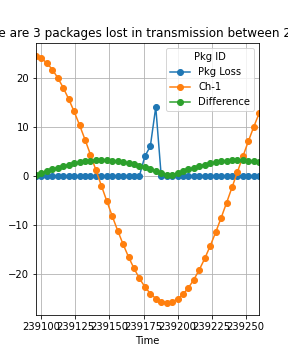 e are 3 packages lost in transmission between 2
Pkg ID
Pkg Loss
Ch-1
Difference
20
10
0
−10
−20
239100
239125
239150
239175
239200
239225
239250
Time